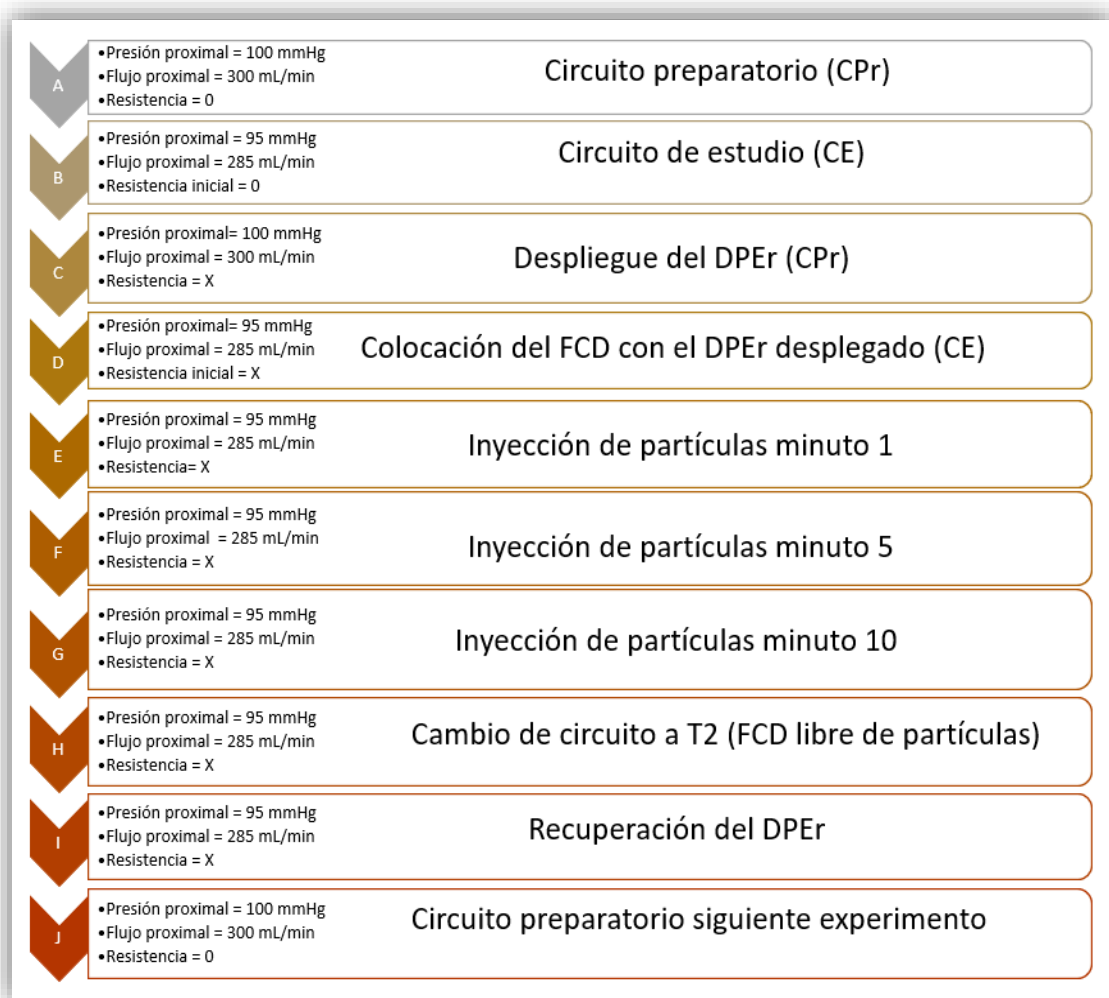 A
•Presión proximal = 100 mmHg
•Flujo proximal = 300 mL/min
•Resistencia = 0
Circuito preparatorio (CPr)
B
•Presión proximal = 95 mmHg
•Flujo proximal = 285 mL/min
•Resistencia inicial = 0
Circuito de estudio (CE)
C
•Presión proximal= 100 mmHg
•Flujo proximal = 300 mL/min
•Resistencia = X
Despliegue del DPEr (CPr)
D
•Presión proximal= 95 mmHg
•Flujo proximal = 285 mL/min
•Resistencia inicial = X
Colocación del FCD con el DPEr desplegado (CE)
E
•Presión proximal = 95 mmHg
•Flujo proximal = 285 mL/min
•Resistencia= X
Inyección de partículas minuto 1
F
•Presión proximal = 95 mmHg
•Flujo proximal  = 285 mL/min
•Resistencia = X
Inyección de partículas minuto 5
G
•Presión proximal = 95 mmHg
•Flujo proximal = 285 mL/min
•Resistencia = X
Inyección de partículas minuto 10
H
•Presión proximal = 95 mmHg
•Flujo proximal = 285 mL/min
•Resistencia = X
Cambio de circuito a T2 (FCD libre de partículas)
I
•Presión proximal = 95 mmHg
•Flujo proximal = 285 mL/min
•Resistencia = X
Recuperación del DPEr
J
•Presión proximal = 100 mmHg
•Flujo proximal = 300 mL/min
•Resistencia = 0
Circuito preparatorio siguiente experimento